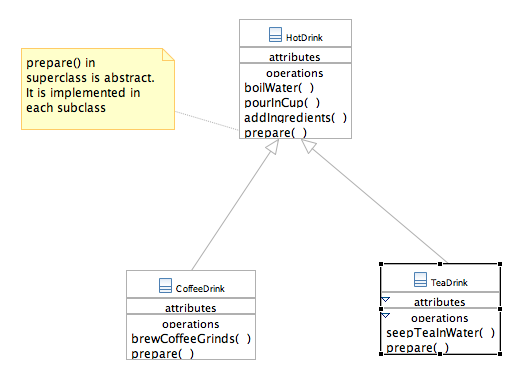 HotDrink
attributes
operations
boilWater( )
pourInCup( )
addIngredients( )
prepare( )
prepare() in
superclass is abstract.
It is implemented in
each subclass
CoffeeDrink
attributes
operations
brewCoffeeGrinds( )
prepare( )
TeaDrink
attributes
operations
seepTeaInWater( )
prepare( )